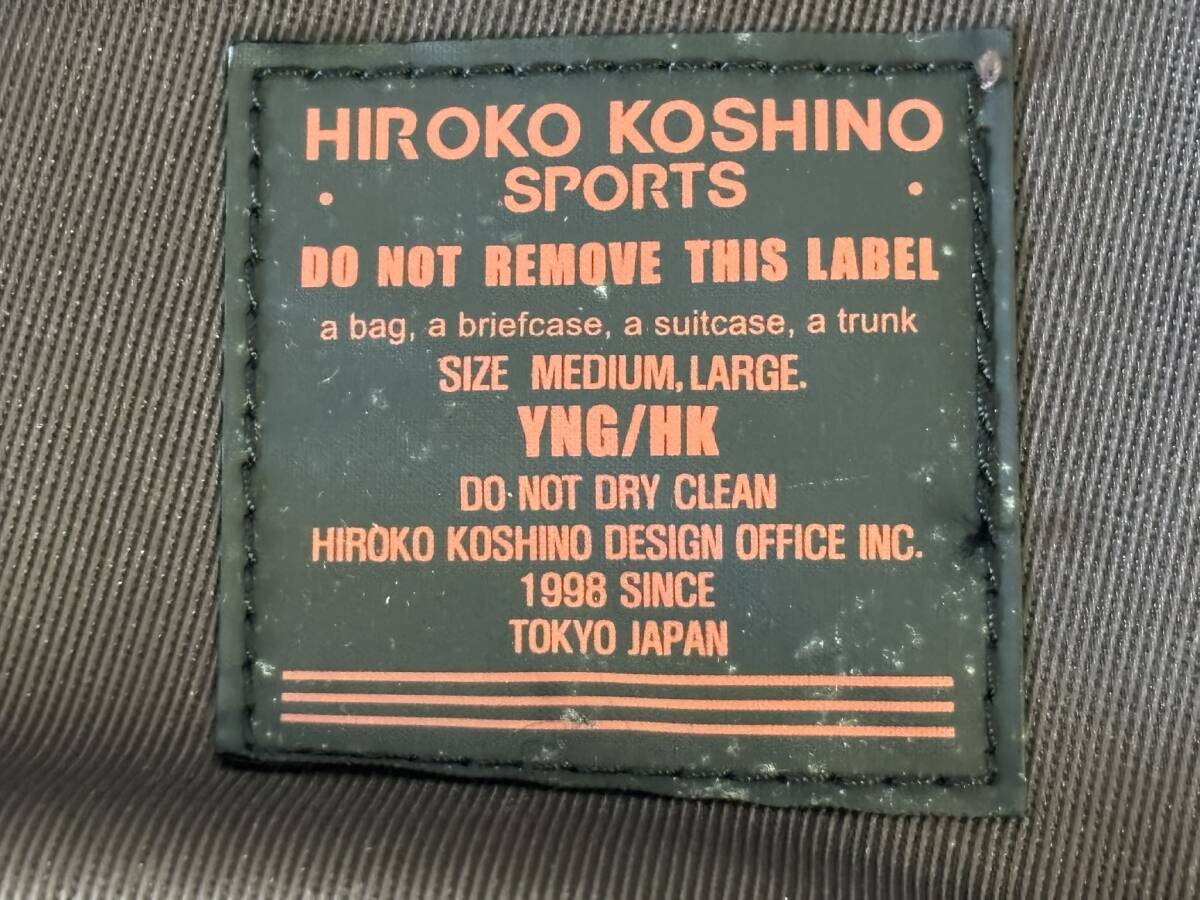 HIROKO KOSHINO
• SPORTS •
DO NOT REMOVE THIS LABEL
a bag, a briefcase, a suitcase, a trunk
SIZE MEDIUM, LARGE.
YNG/HK
DO NOT DRY CLEAN
HIROKO KOSHINO DESIGN OFFICE INC.
1998 SINCE
TOKYO JAPAN